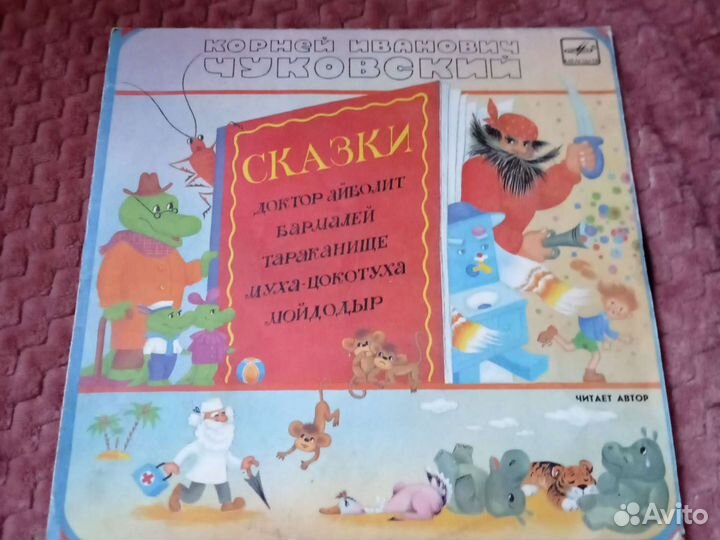 КОРНЕЙ ИВАНОВИЧ
ЧУКОВСКИЙ
СКАЗКИ
ДОКТОР АЙБОЛИТ
БАРМАЛЕЙ
ТАРАКАНИЩЕ
МУХА-ЦОКОТУХА
МОЙДОДЫР
ЧИТАЕТ АВТОР
Avito